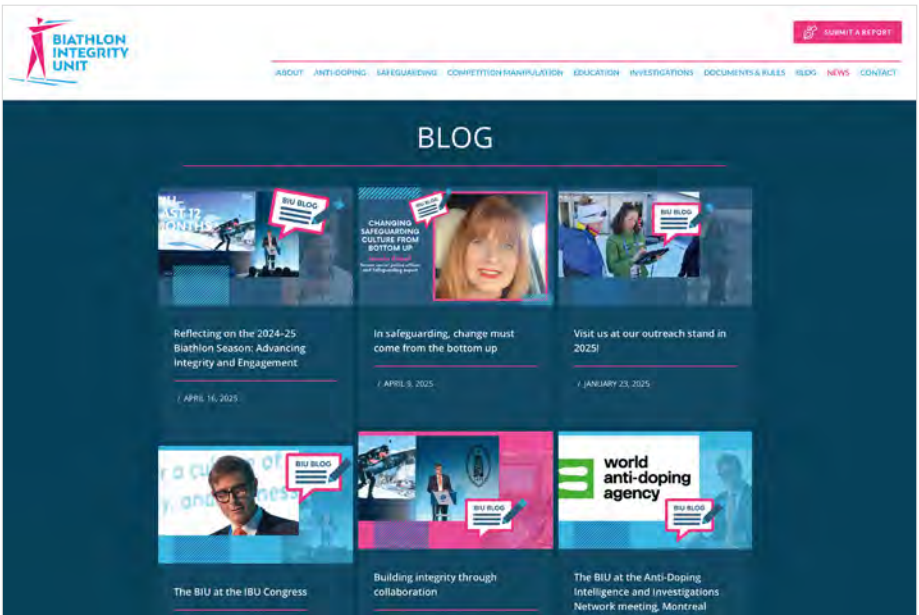 BIATHLON
INTEGRITY
UNIT
SUBMIT A REPORT
ABOUT ANTI-DOPING SAFEGUARDING COMPETITION MANIPULATION EDUCATION INVESTIGATIONS DOCUMENTS & RULES BLOG NEWS CONTACT
BLOG
BIU BLOG
Reflecting on the 2024–25
Biathlon Season: Advancing
Integrity and Engagement
/ APRIL 16, 2025
BIU BLOG
CHANGING
SAFEGUARDING
CULTURE FROM
BOTTOM UP
In safeguarding, change must
come from the bottom up
/ APRIL 9, 2025
BIU BLOG
Visit us at our outreach stand in
2025!
/ JANUARY 23, 2025
BIU BLOG
The BIU at the IBU Congress
BIU BLOG
Building integrity through
collaboration
world
anti-doping
agency
BIU BLOG
The BIU at the Anti-Doping
Intelligence and Investigations
Network meeting, Montreal